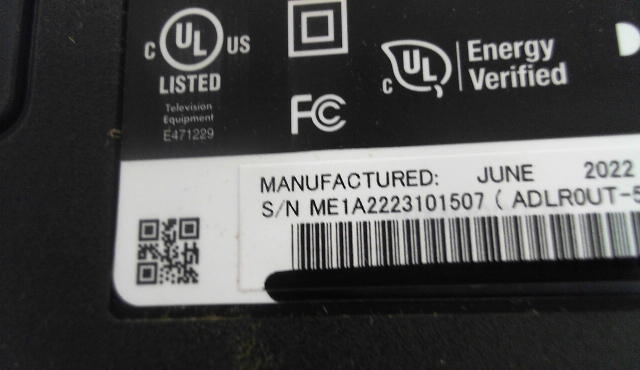 C UL US
LISTED
Television
Equipment
E471229
FC
C UL
Energy
Verified
MANUFACTURED: JUNE 2022
S/N ME1A2223101507 ( ADLR0UT-5